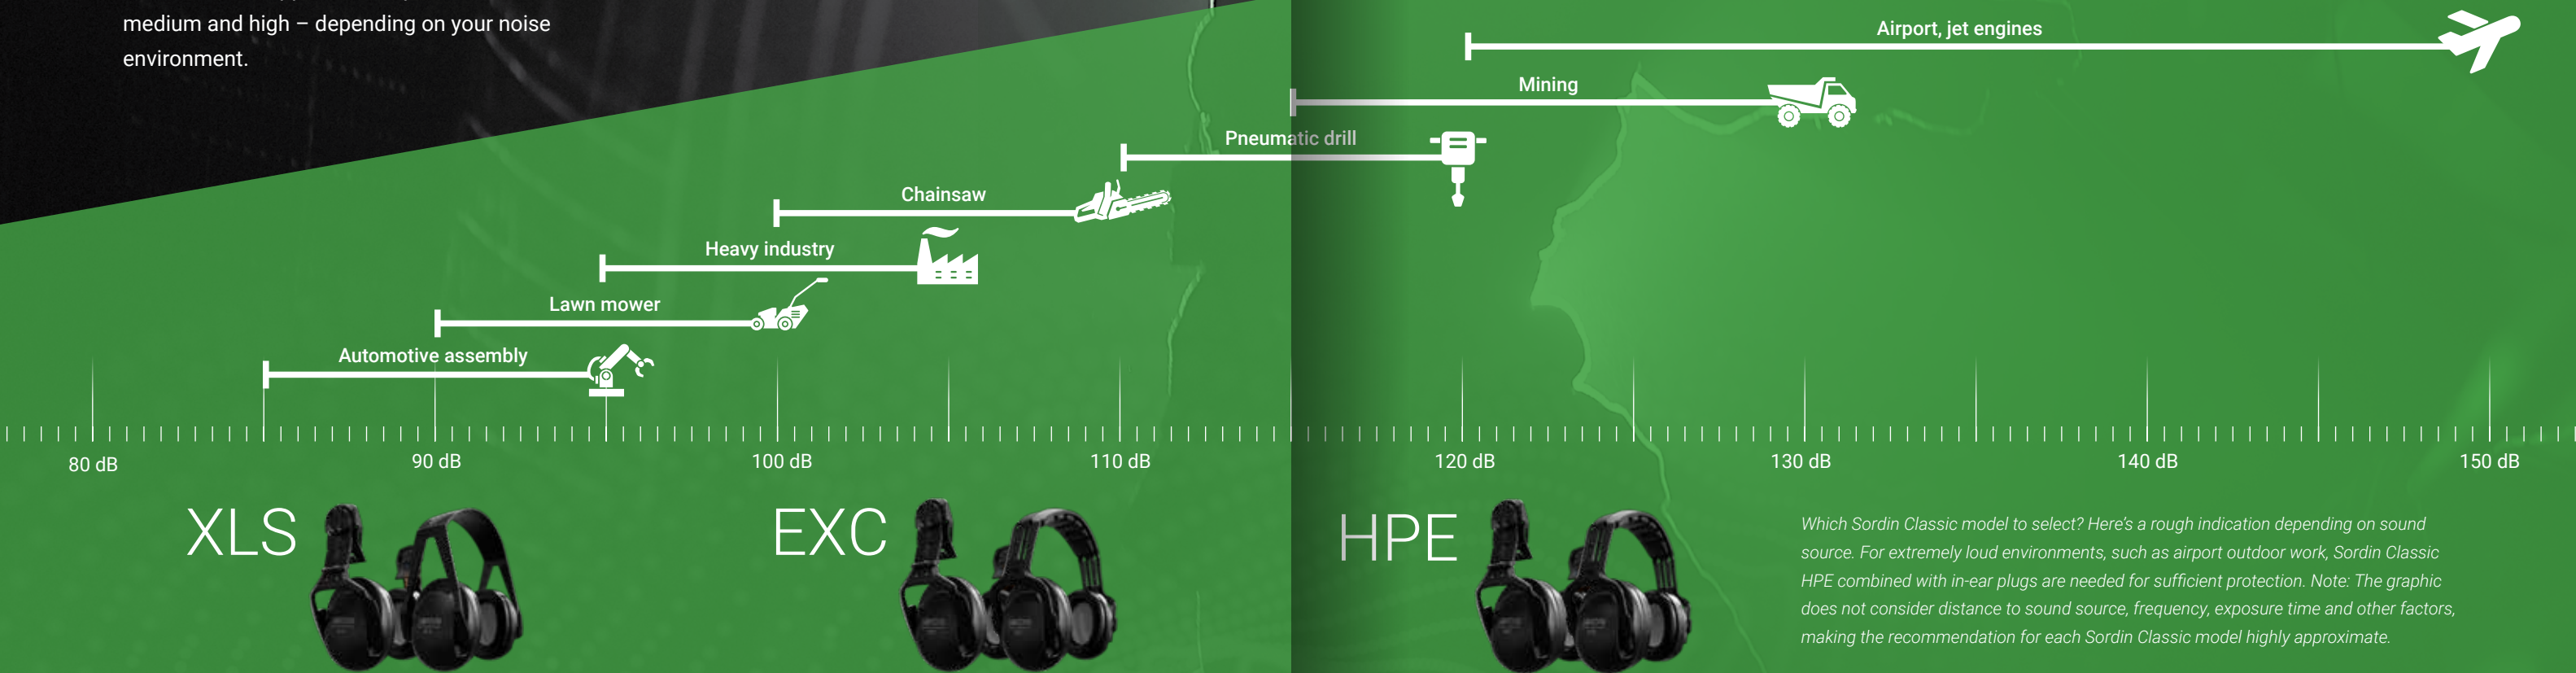 medium and high – depending on your noise
environment.
Airport, jet engines
Mining
Pneumatic drill
Chainsaw
Heavy industry
Lawn mower
Automotive assembly
80 dB 90 dB 100 dB 110 dB 120 dB 130 dB 140 dB 150 dB
XLS EXC HPE
Which Sordin Classic model to select? Here's a rough indication depending on sound
source. For extremely loud environments, such as airport outdoor work, Sordin Classic
HPE combined with in-ear plugs are needed for sufficient protection. Note: The graphic
does not consider distance to sound source, frequency, exposure time and other factors,
making the recommendation for each Sordin Classic model highly approximate.